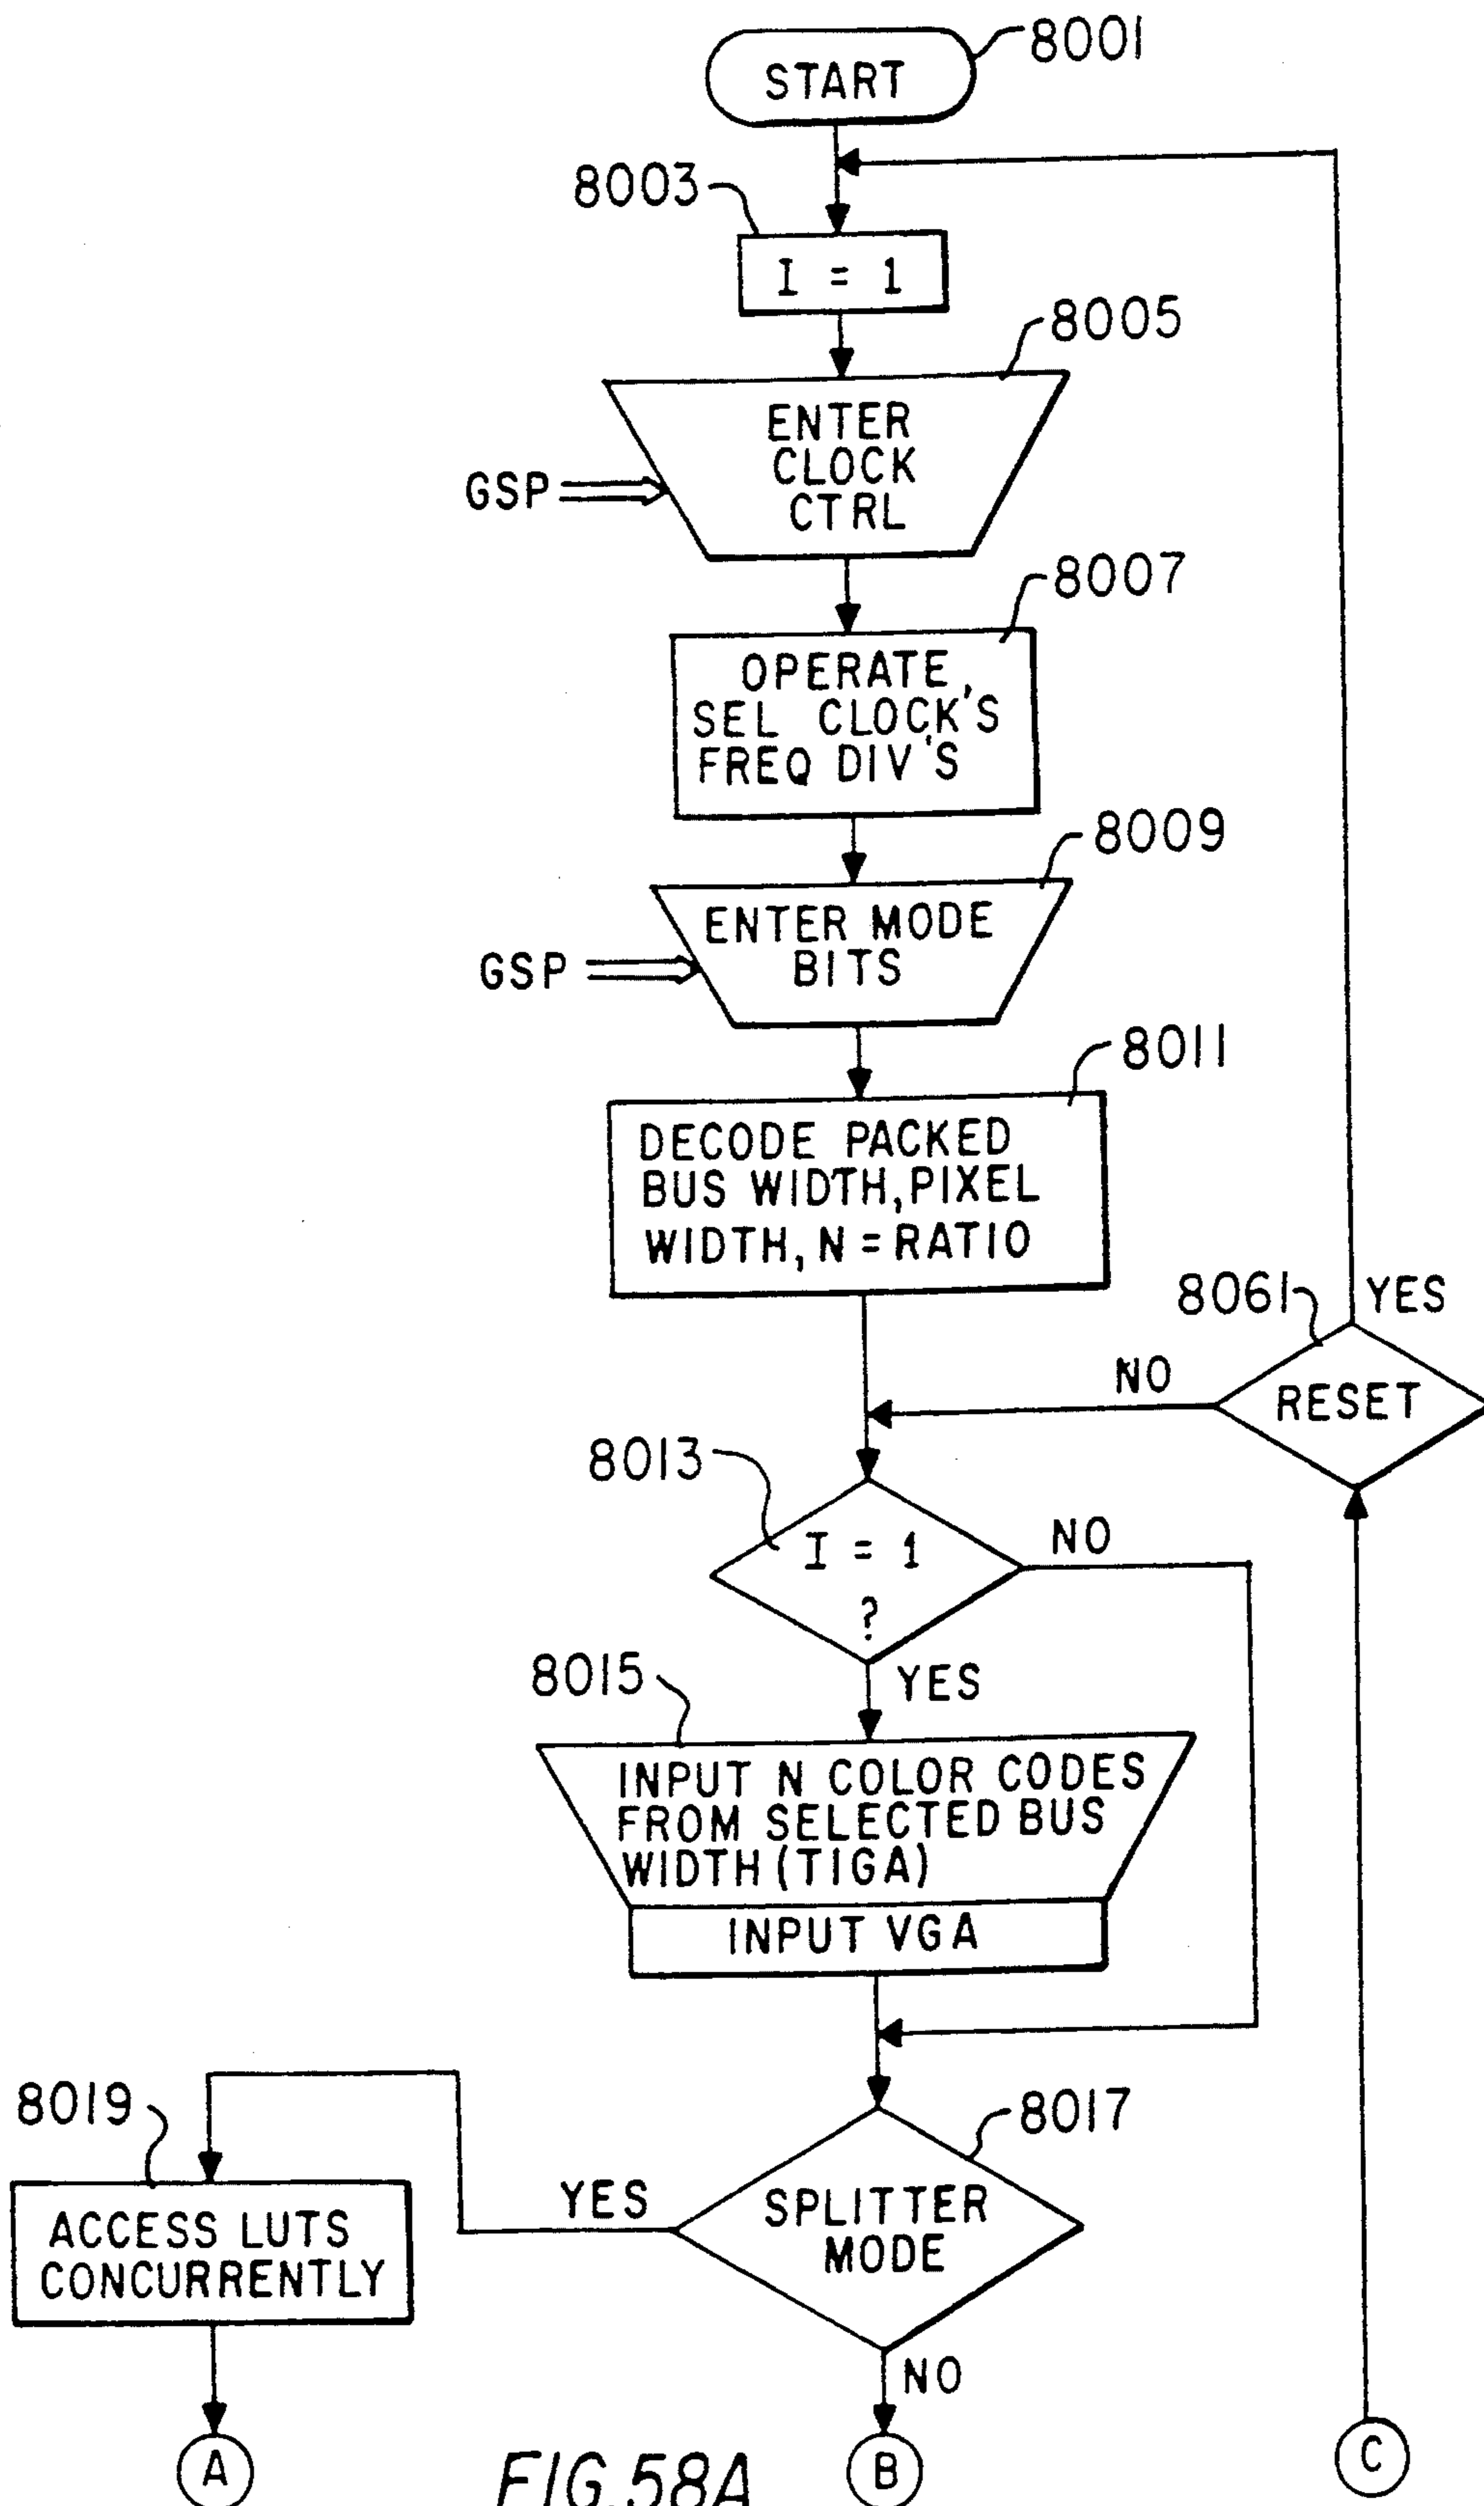 8001
START
8003
I = 1
8005
ENTER
CLOCK
CTRL
GSP
8007
OPERATE,
SEL CLOCK'S
FREQ DIV'S
8009
ENTER MODE
BITS
GSP
8011
DECODE PACKED
BUS WIDTH, PIXEL
WIDTH, N = RATIO
8061
YES
NO
RESET
8013
I = 1
?
NO
YES
8015
INPUT N COLOR CODES
FROM SELECTED BUS
WIDTH (TIGA)
INPUT VGA
8019
8017
YES
SPLITTER
MODE
ACCESS LUTS
CONCURRENTLY
NO
A
B
C
FIG. 58A